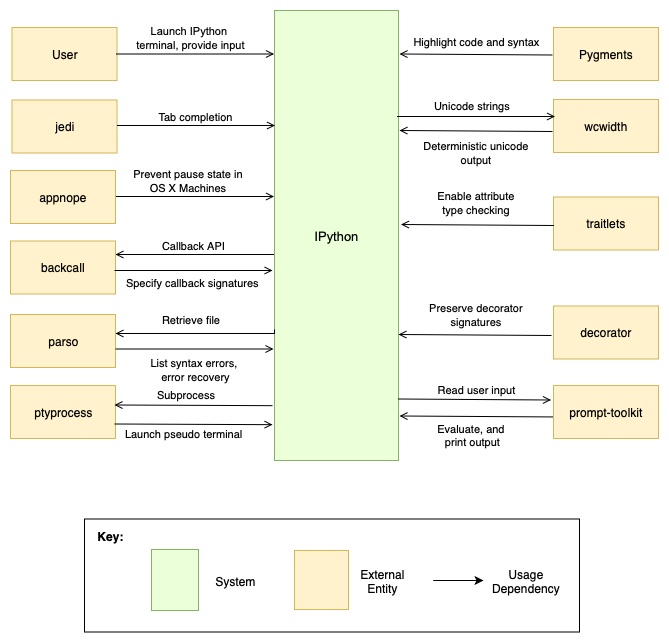 User
Launch IPython
terminal, provide input
jedi
Tab completion
appnope
Prevent pause state in
OS X Machines
backcall
Callback API
Specify callback signatures
parso
Retrieve file
List syntax errors,
error recovery
ptyprocess
Subprocess
Launch pseudo terminal
IPython
Highlight code and syntax
Pygments
Unicode strings
wcwidth
Deterministic unicode
output
Enable attribute
type checking
traitlets
Preserve decorator
signatures
decorator
Read user input
prompt-toolkit
Evaluate, and
print output
Key:
System
External
Entity
Usage
Dependency